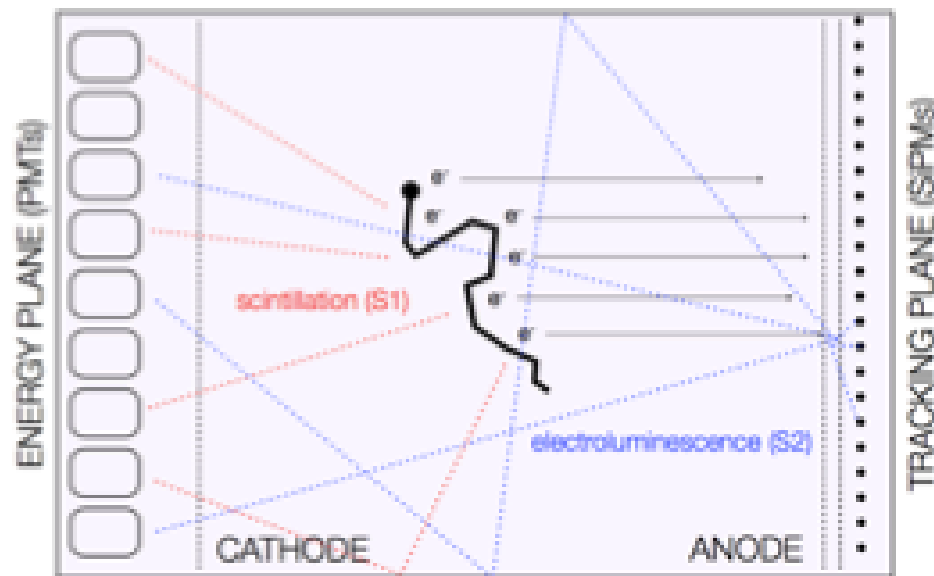 ENERGY PLANE (PMTs)
e-
e-
e-
e-
scintillation (S1)
e-
e-
electroluminescence (S2)
CATHODE
ANODE
TRACKING PLANE (SiPMs)